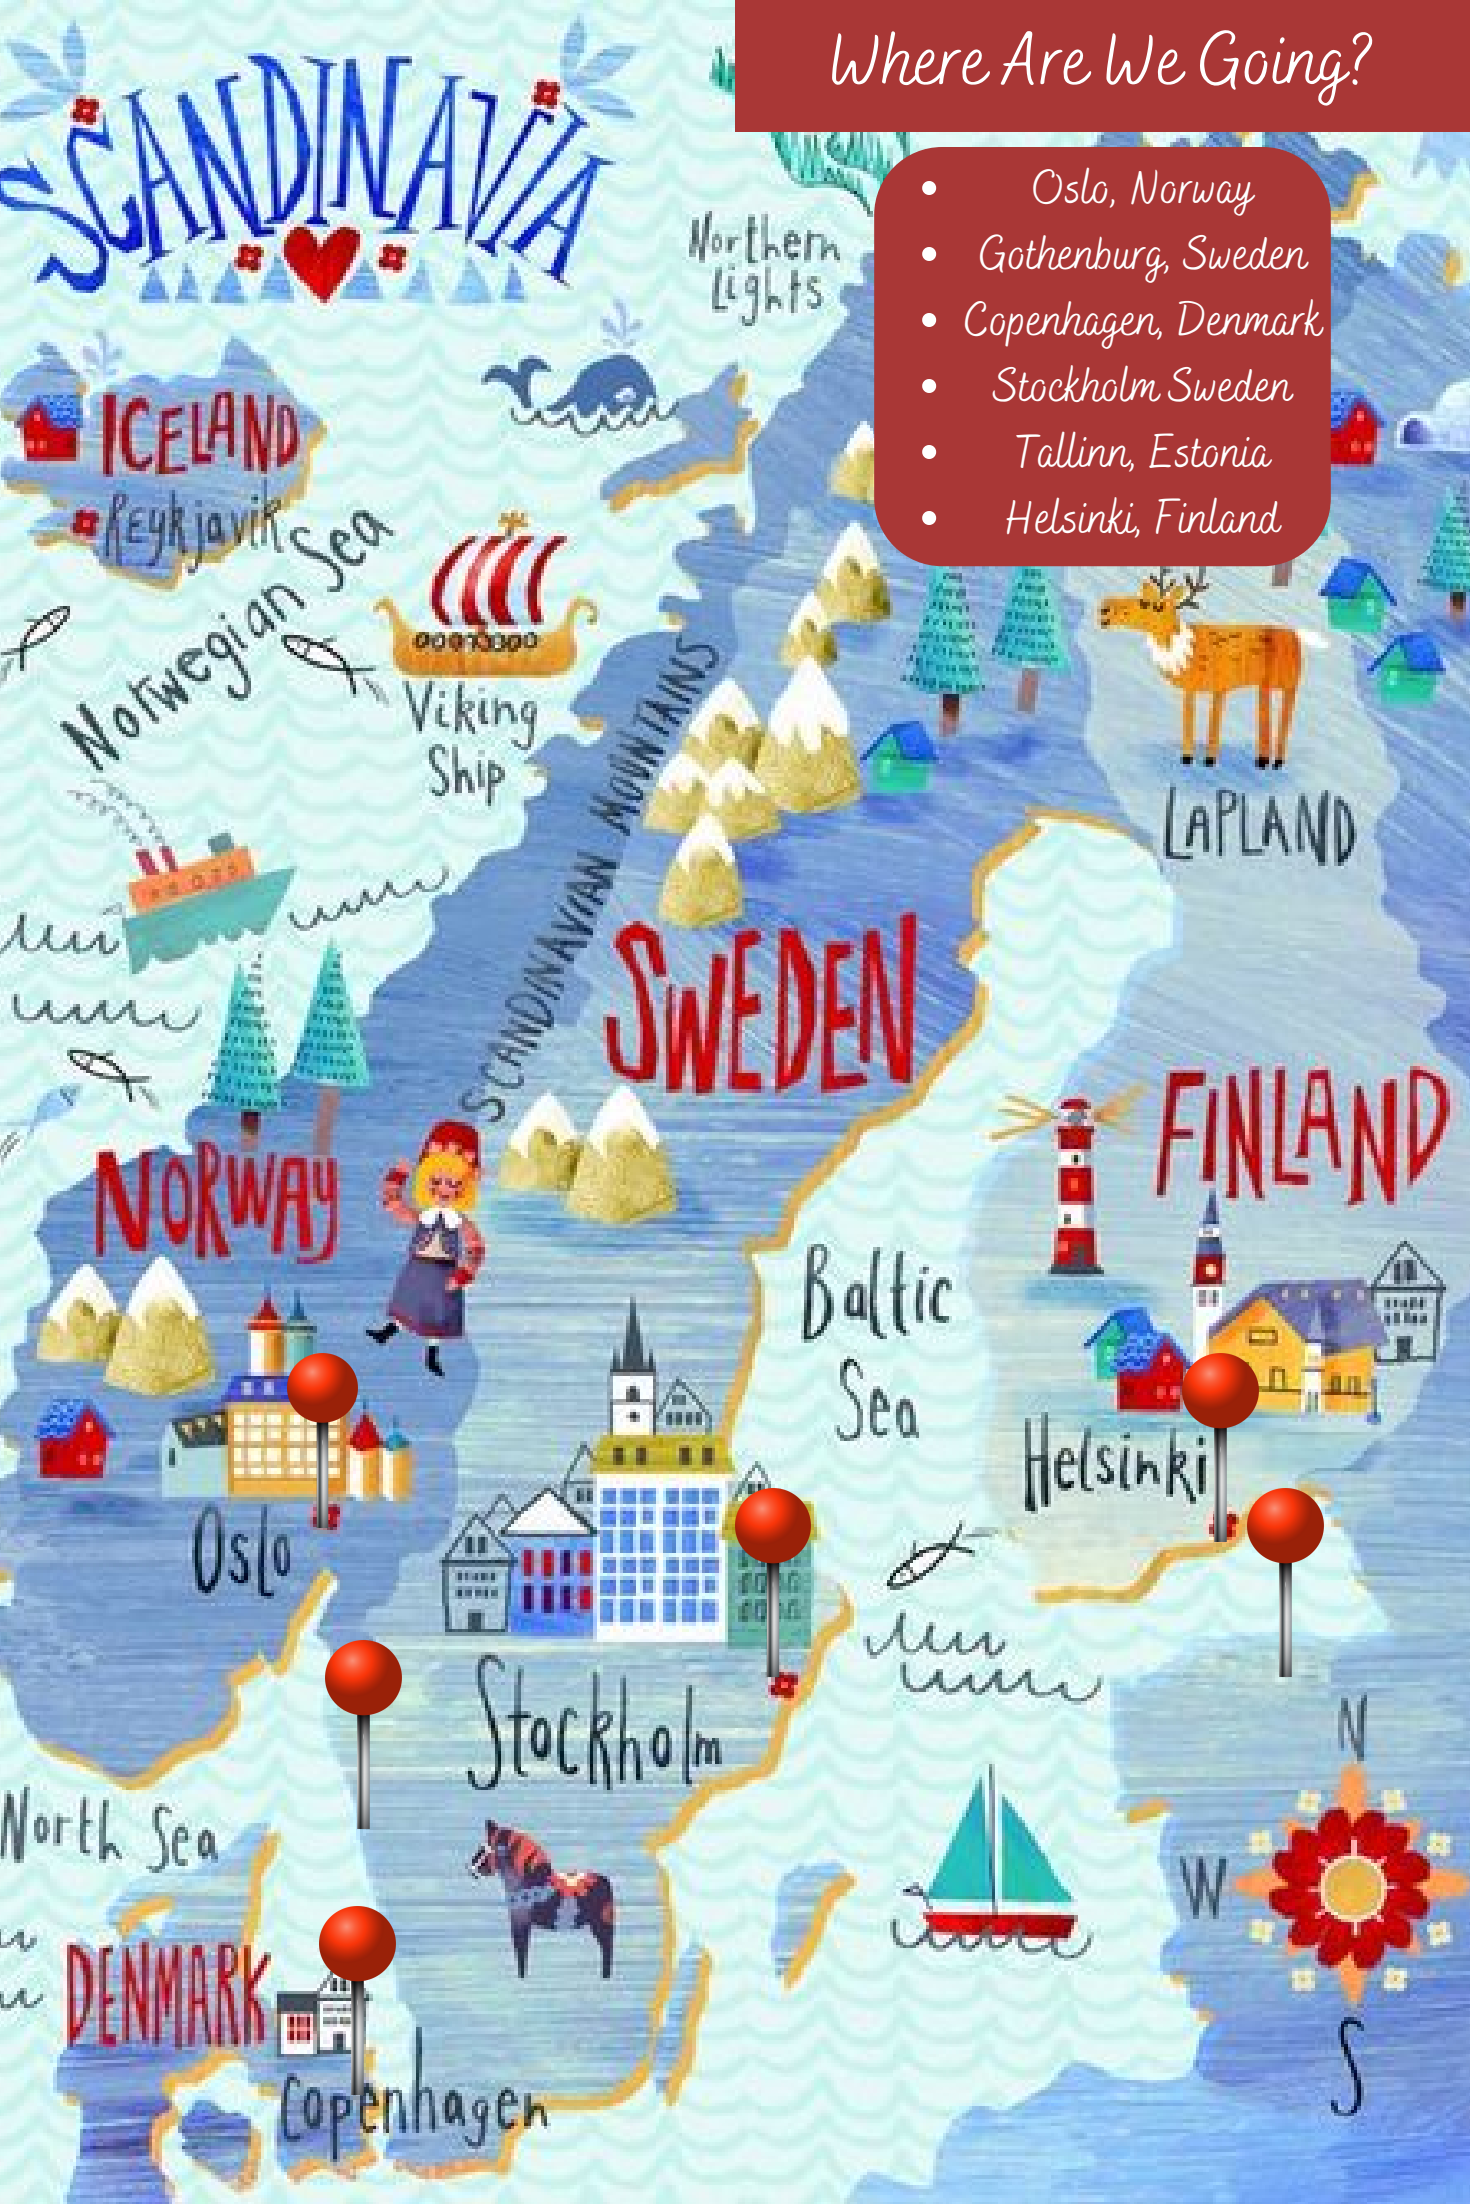 Where Are We Going?
SCANDINAVIA
• Oslo, Norway
• Gothenburg, Sweden
• Copenhagen, Denmark
• Stockholm Sweden
• Tallinn, Estonia
• Helsinki, Finland
Northern
Lights
ICELAND
Reykjavik
Norwegian Sea
Viking
Ship
SCANDINAVIAN MOUNTAINS
LAPLAND
SWEDEN
FINLAND
NORWAY
Baltic
Sea
Helsinki
Oslo
Stockholm
North Sea
N
W
S
DENMARK
Copenhagen